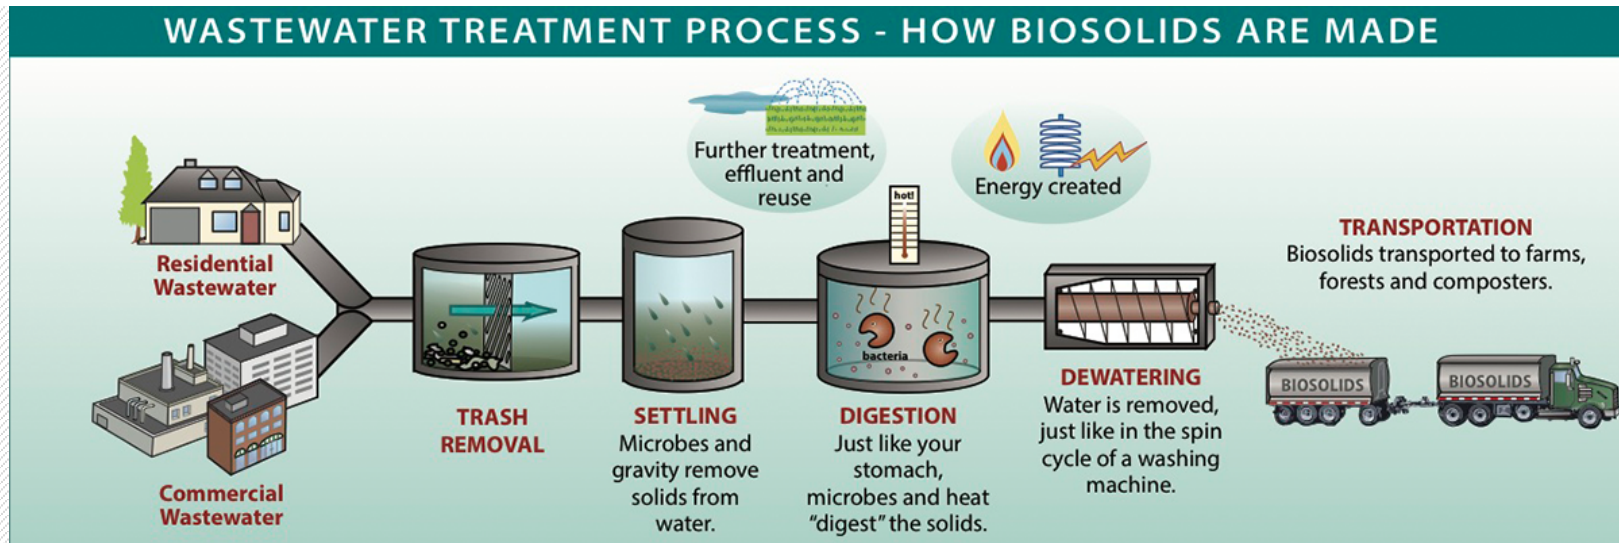 WASTEWATER TREATMENT PROCESS - HOW BIOSOLIDS ARE MADE
Residential
Wastewater
Commercial
Wastewater
TRASH
REMOVAL
SETTLING
Microbes and
gravity remove
solids from
water.
Further treatment,
effluent and
reuse
hot!
bacteria
DIGESTION
Just like your
stomach,
microbes and heat
“digest” the solids.
Energy created
DEWATERING
Water is removed,
just like in the spin
cycle of a washing
machine.
TRANSPORTATION
Biosolids transported to farms,
forests and composters.
BIOSOLIDS
BIOSOLIDS